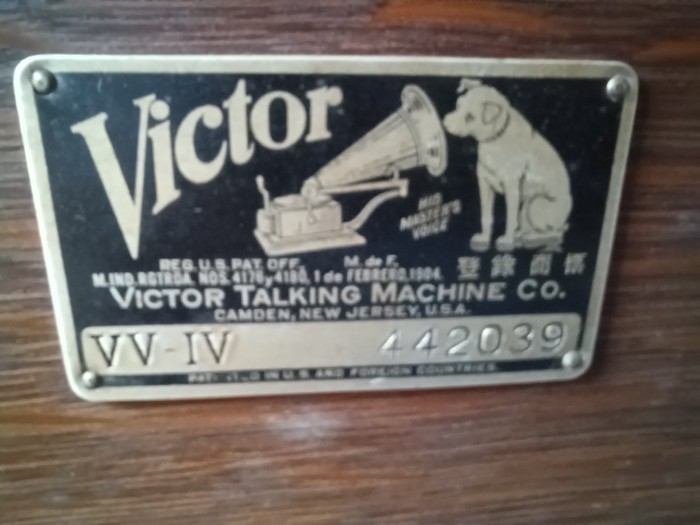 Victor
HIS
MASTER'S
VOICE
REG. U.S. PAT. OFF. M. de F.
M. IND. RGTRDA. NOS. 4176 y 4180, 1 de FEBRERO, 1904. 登錄商標
VICTOR TALKING MACHINE CO.
CAMDEN, NEW JERSEY, U.S.A.
VV-IV 442039
IN U.S. AND FOREIGN COUNTRIES.